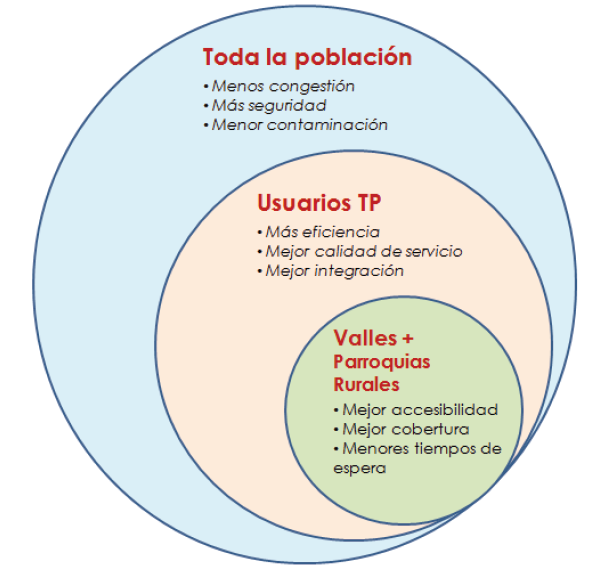 Toda la población
• Menos congestión
• Más seguridad
• Menor contaminación
Usuarios TP
• Más eficiencia
• Mejor calidad de servicio
• Mejor integración
Valles +
Parroquias
Rurales
• Mejor accesibilidad
• Mejor cobertura
• Menores tiempos de
espera